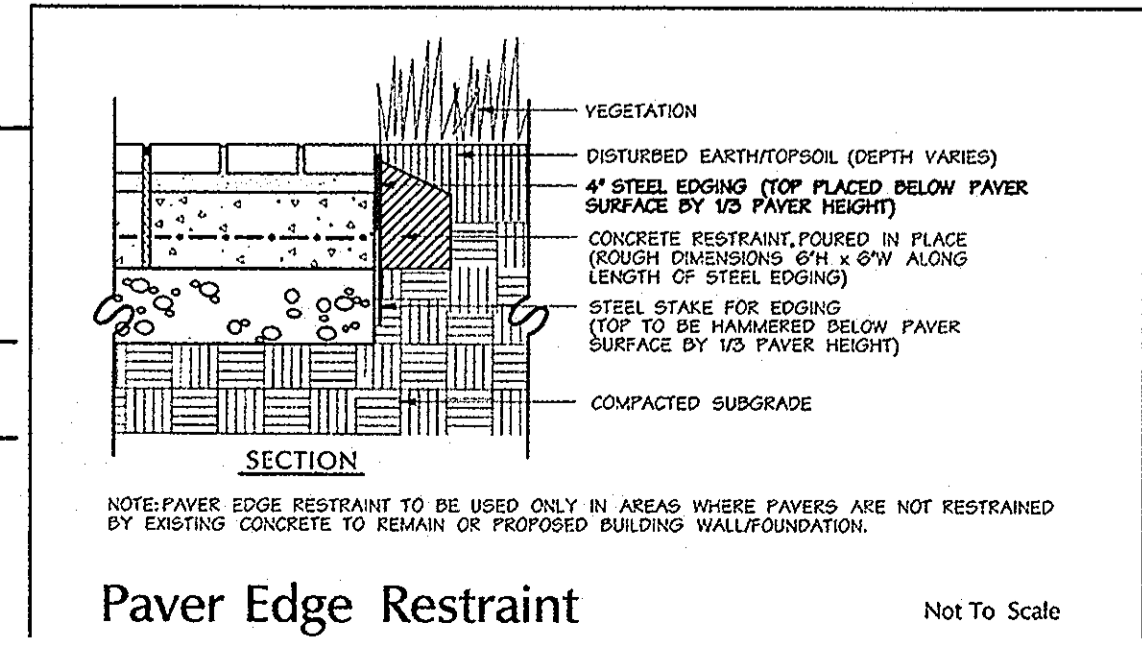 VEGETATION
DISTURBED EARTH/TOPSOIL (DEPTH VARIES)
4" STEEL EDGING (TOP PLACED BELOW PAVER
SURFACE BY 1/3 PAVER HEIGHT)
CONCRETE RESTRAINT, POURED IN PLACE
(ROUGH DIMENSIONS 6"H x 6"W ALONG
LENGTH OF STEEL EDGING)
STEEL STAKE FOR EDGING
(TOP TO BE HAMMERED BELOW PAVER
SURFACE BY 1/3 PAVER HEIGHT)
COMPACTED SUBGRADE
SECTION
NOTE: PAVER EDGE RESTRAINT TO BE USED ONLY IN AREAS WHERE PAVERS ARE NOT RESTRAINED
BY EXISTING CONCRETE TO REMAIN OR PROPOSED BUILDING WALL/FOUNDATION.
Paver Edge Restraint
Not To Scale